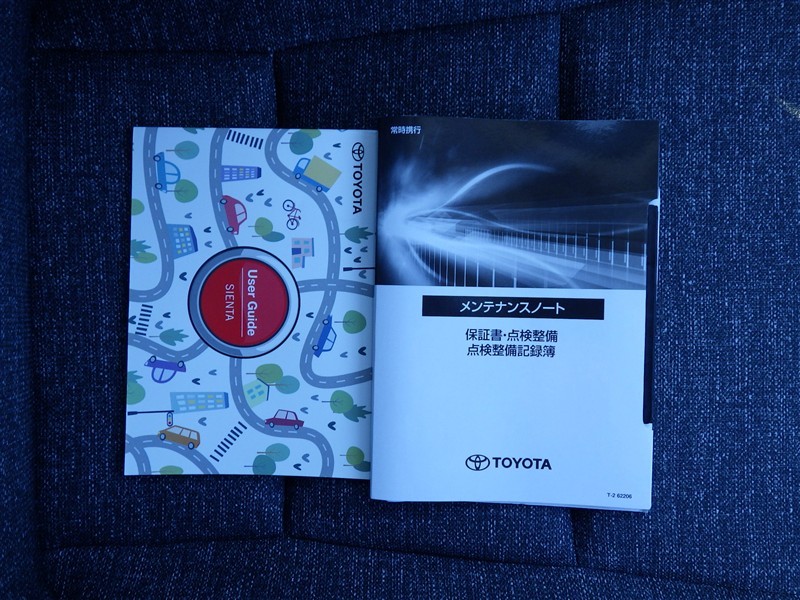 TOYOTA
User Guide
SIENTA
常時携行
メンテナンスノート
保証書・点検整備
点検整備記録簿
TOYOTA
T-2 62206